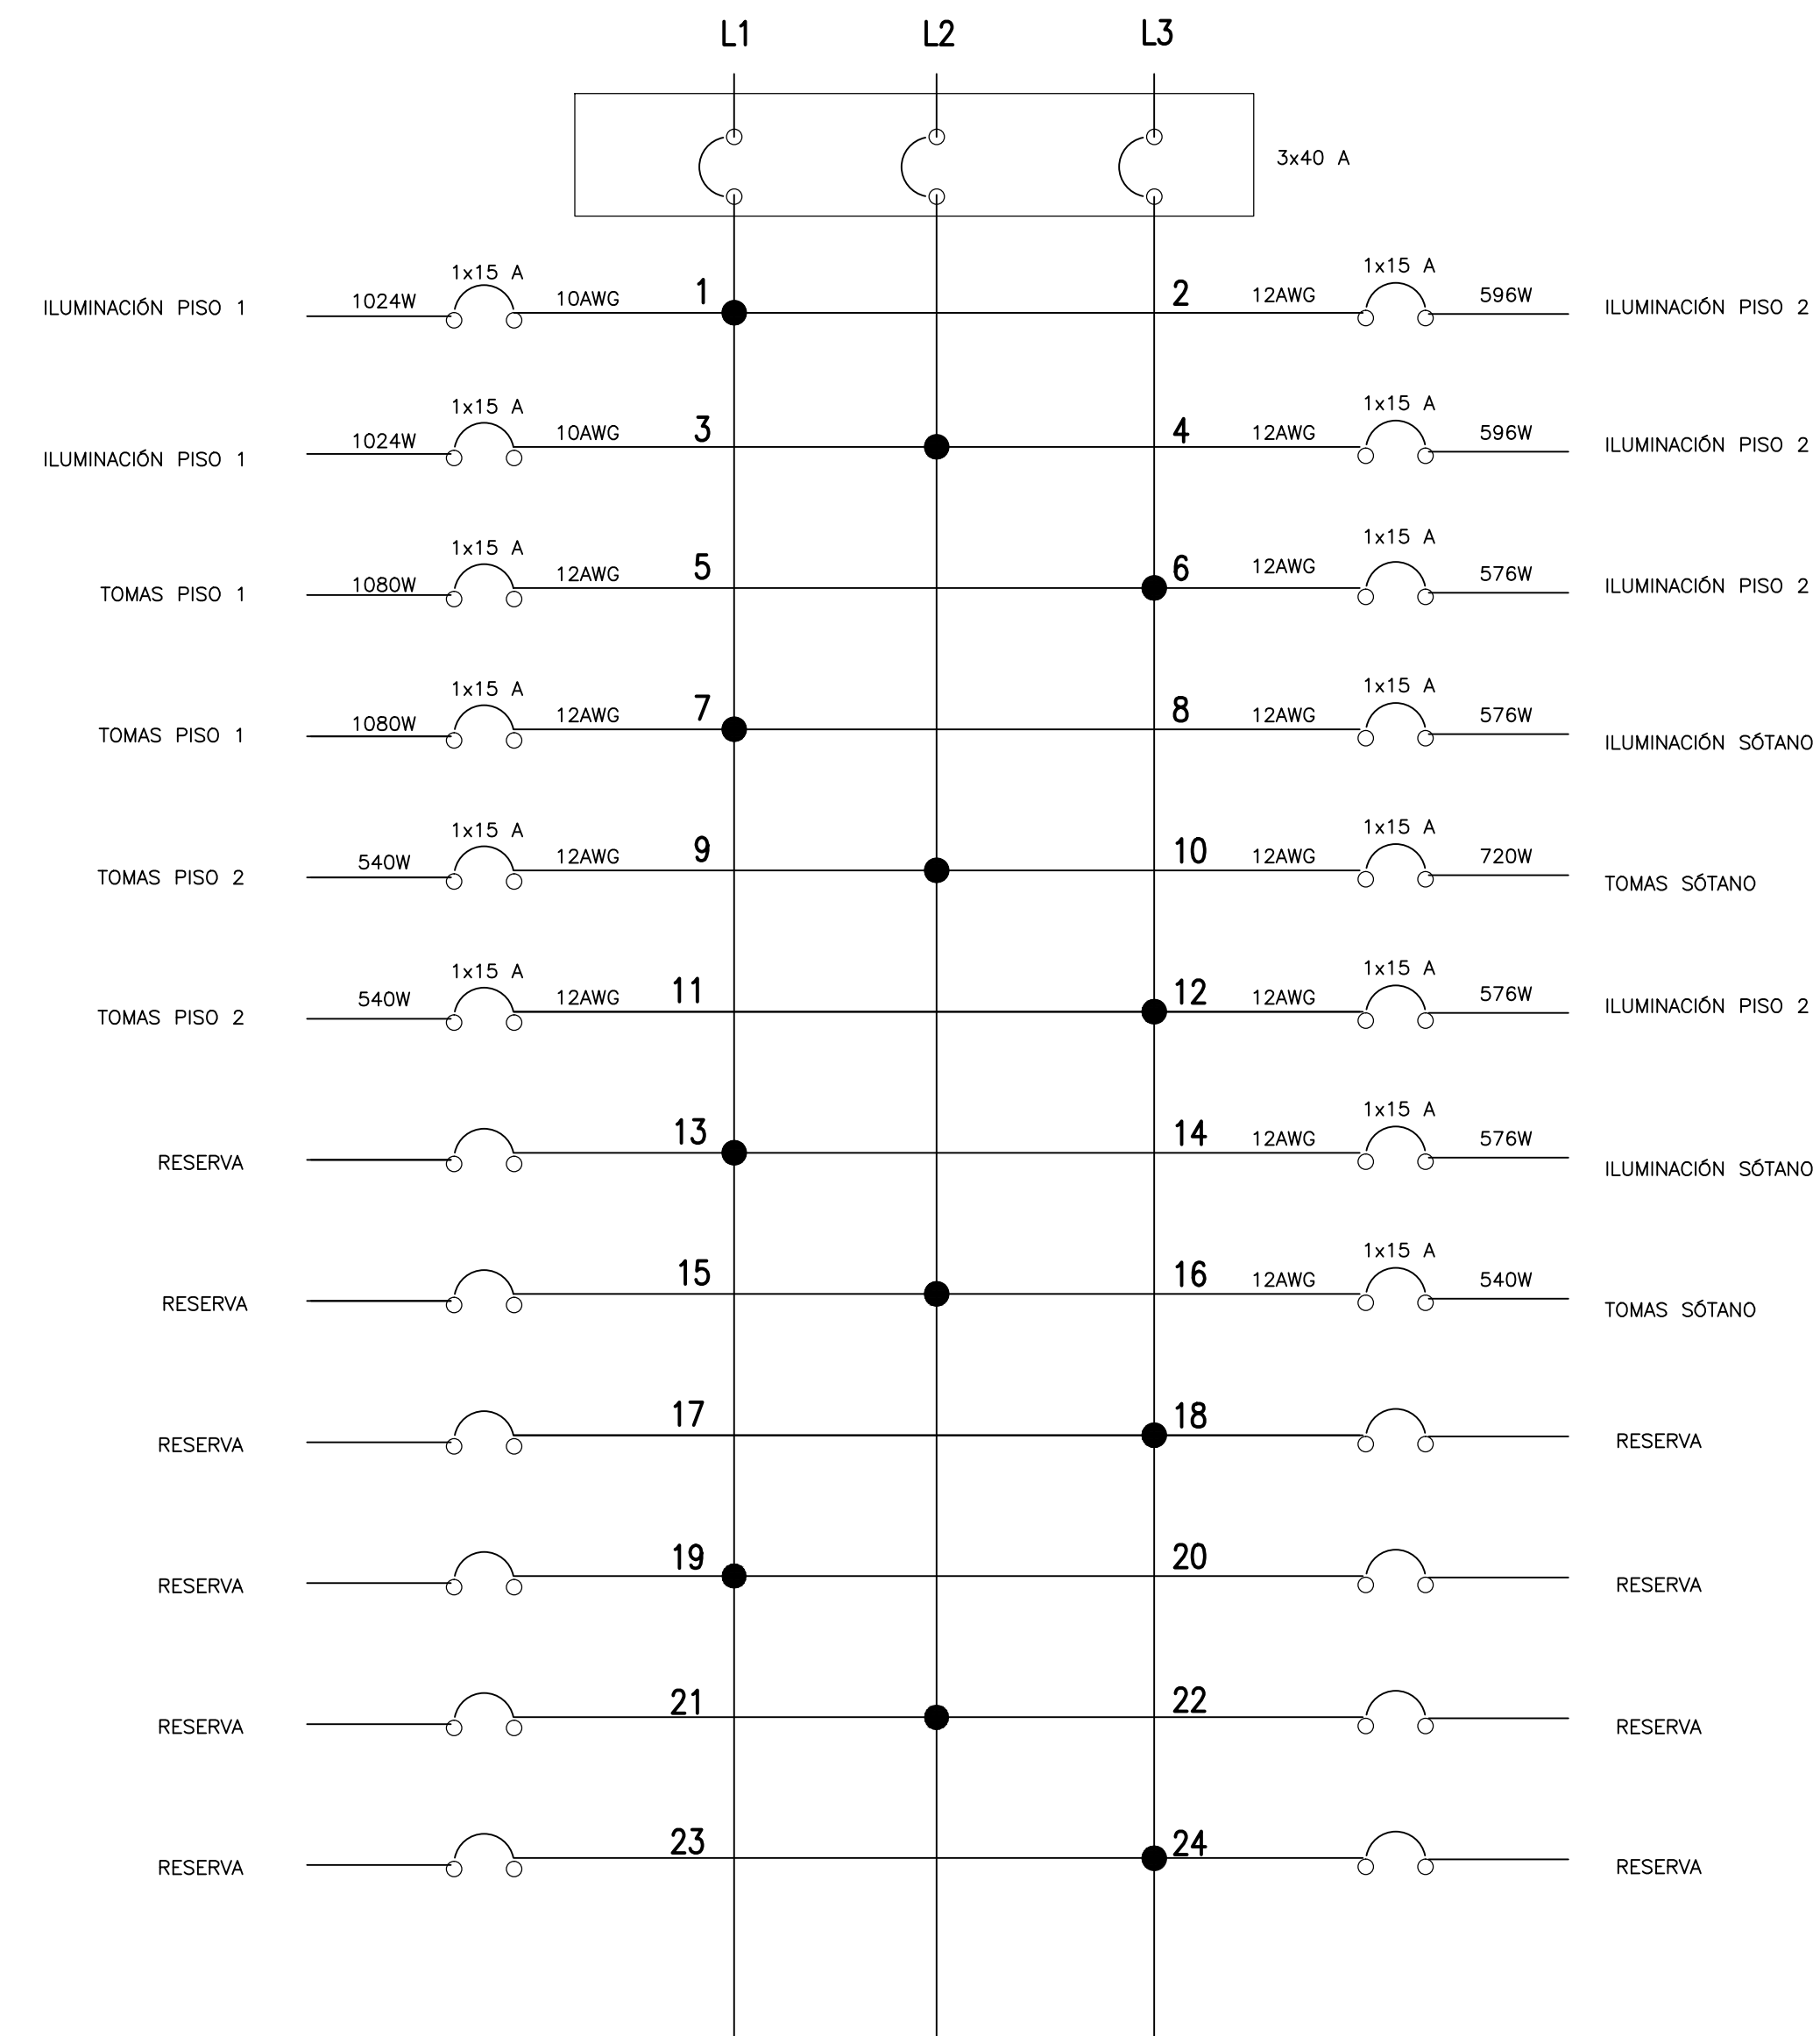 L1 L2 L3
3x40 A
ILUMINACIÓN PISO 1 1024W 1x15 A 10AWG 1 2 12AWG 1x15 A 596W ILUMINACIÓN PISO 2
ILUMINACIÓN PISO 1 1024W 1x15 A 10AWG 3 4 12AWG 1x15 A 596W ILUMINACIÓN PISO 2
TOMAS PISO 1 1080W 1x15 A 12AWG 5 6 12AWG 1x15 A 576W ILUMINACIÓN PISO 2
TOMAS PISO 1 1080W 1x15 A 12AWG 7 8 12AWG 1x15 A 576W ILUMINACIÓN SÓTANO
TOMAS PISO 2 540W 1x15 A 12AWG 9 10 12AWG 1x15 A 720W TOMAS SÓTANO
TOMAS PISO 2 540W 1x15 A 12AWG 11 12 12AWG 1x15 A 576W ILUMINACIÓN PISO 2
RESERVA 13 14 12AWG 1x15 A 576W ILUMINACIÓN SÓTANO
RESERVA 15 16 12AWG 1x15 A 540W TOMAS SÓTANO
RESERVA 17 18 RESERVA
RESERVA 19 20 RESERVA
RESERVA 21 22 RESERVA
RESERVA 23 24 RESERVA